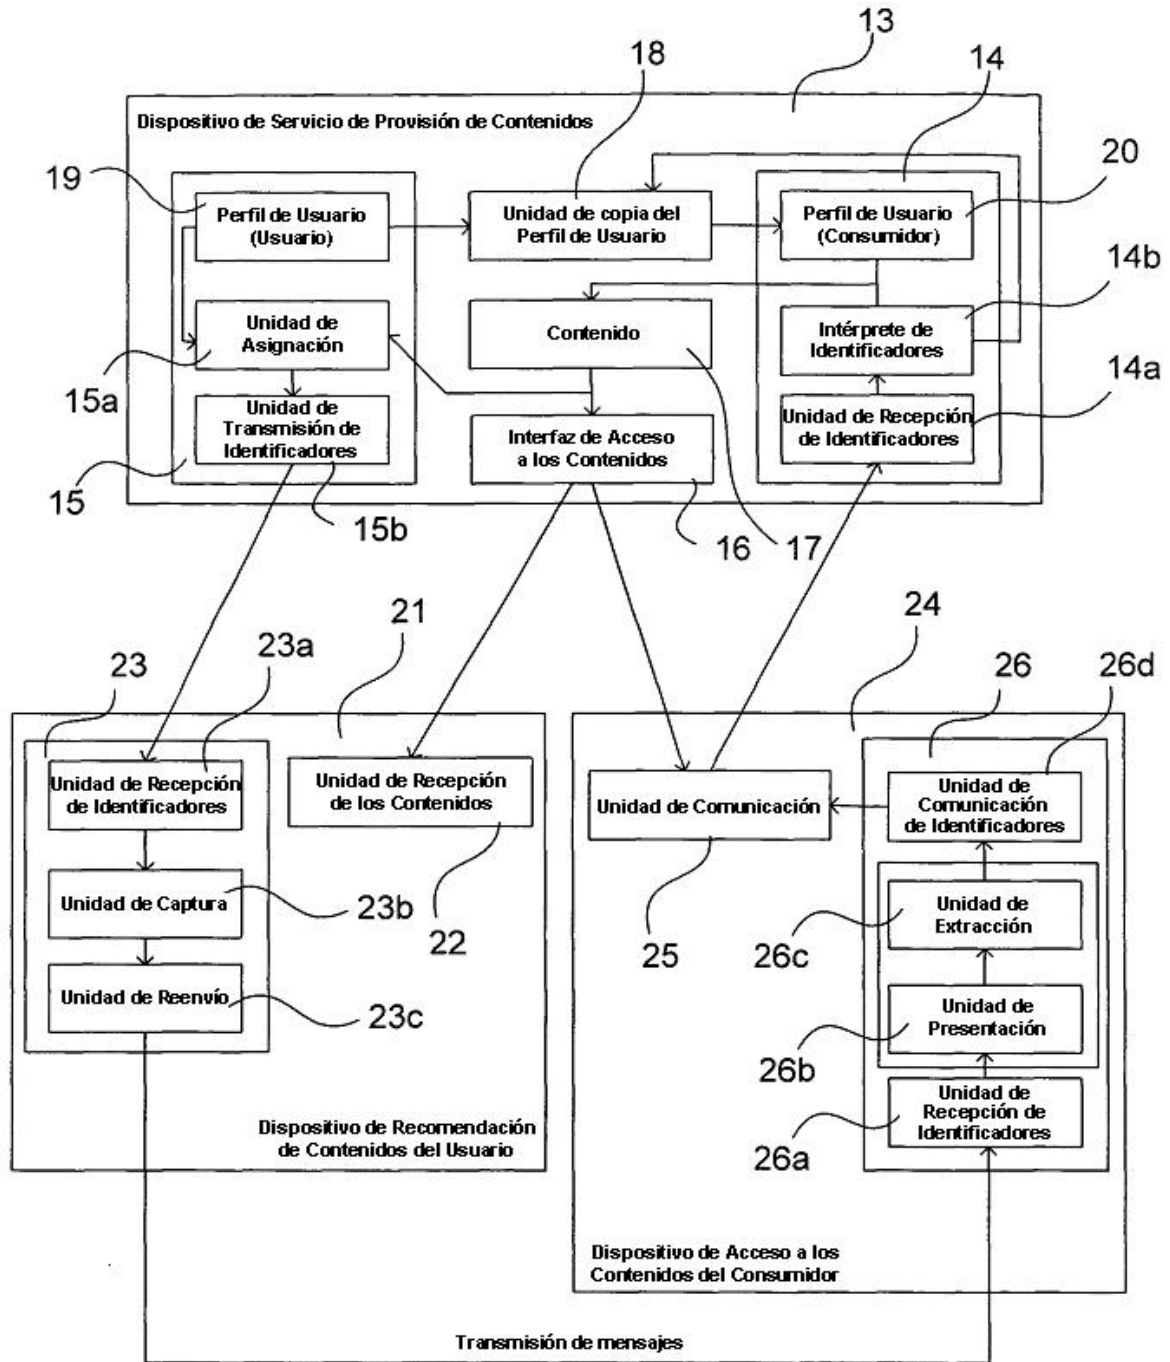 13
18
14
Dispositivo de Servicio de Provisión de Contenidos
20
19
Perfil de Usuario
(Usuario)
Unidad de copia del
Perfil de Usuario
Perfil de Usuario
(Consumidor)
14b
Unidad de
Asignación
Contenido
Intérprete de
Identificadores
15a
14a
Unidad de
Transmisión de
Identificadores
Interfaz de Acceso
a los Contenidos
Unidad de Recepción
de Identificadores
15
15b
16
17
21
24
23
23a
26
26d
Unidad de Recepción
de Identificadores
Unidad de Recepción
de los Contenidos
Unidad de Comunicación
Unidad de
Comunicación
de Identificadores
Unidad de Captura
23b
22
25
26c
Unidad de
Extracción
Unidad de Reenvío
23c
Unidad de
Presentación
26b
Unidad de
Recepción de
Identificadores
26a
Dispositivo de Recomendación
de Contenidos del Usuario
Dispositivo de Acceso a los
Contenidos del Consumidor
Transmisión de mensajes